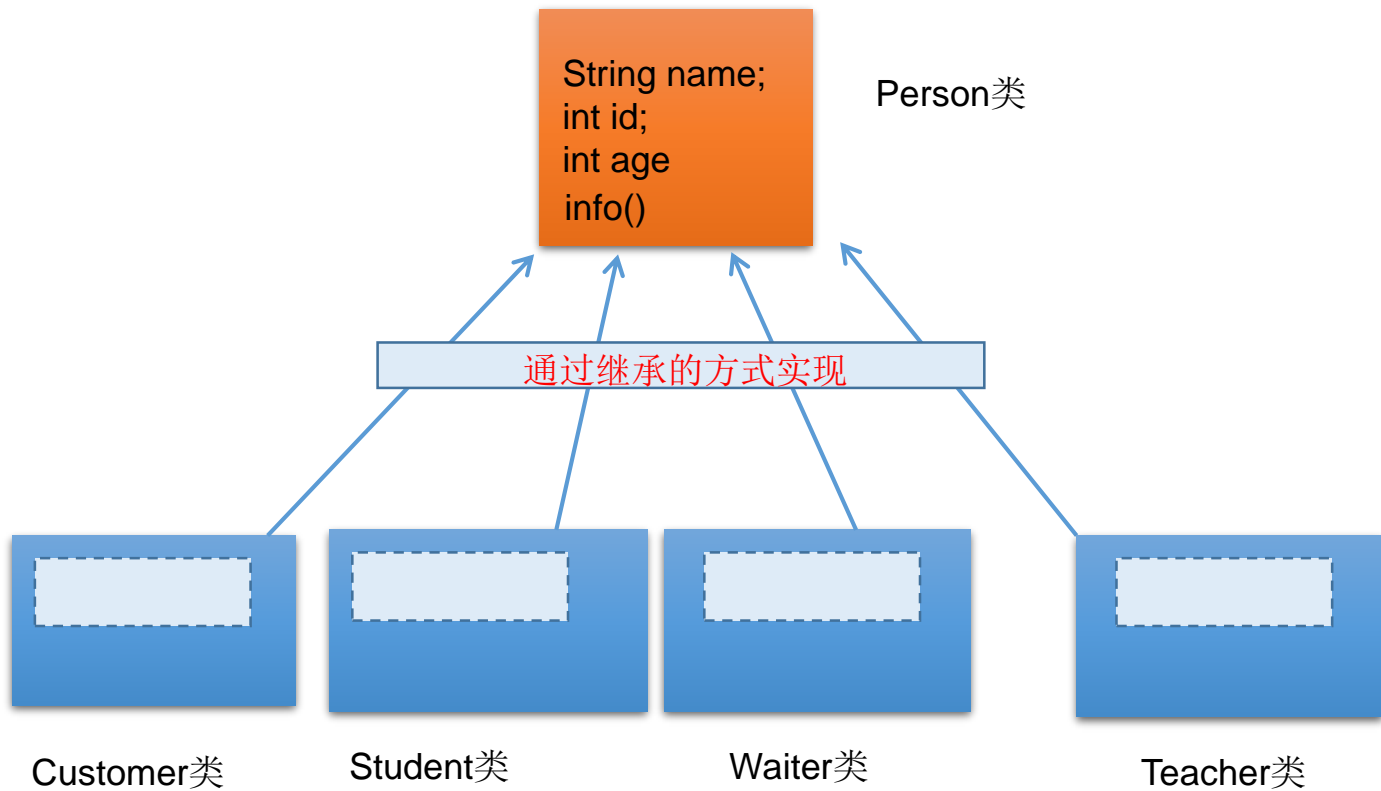 String name;
int id;
int age
info()
Person类
通过继承的方式实现
Customer类
Student类
Waiter类
Teacher类